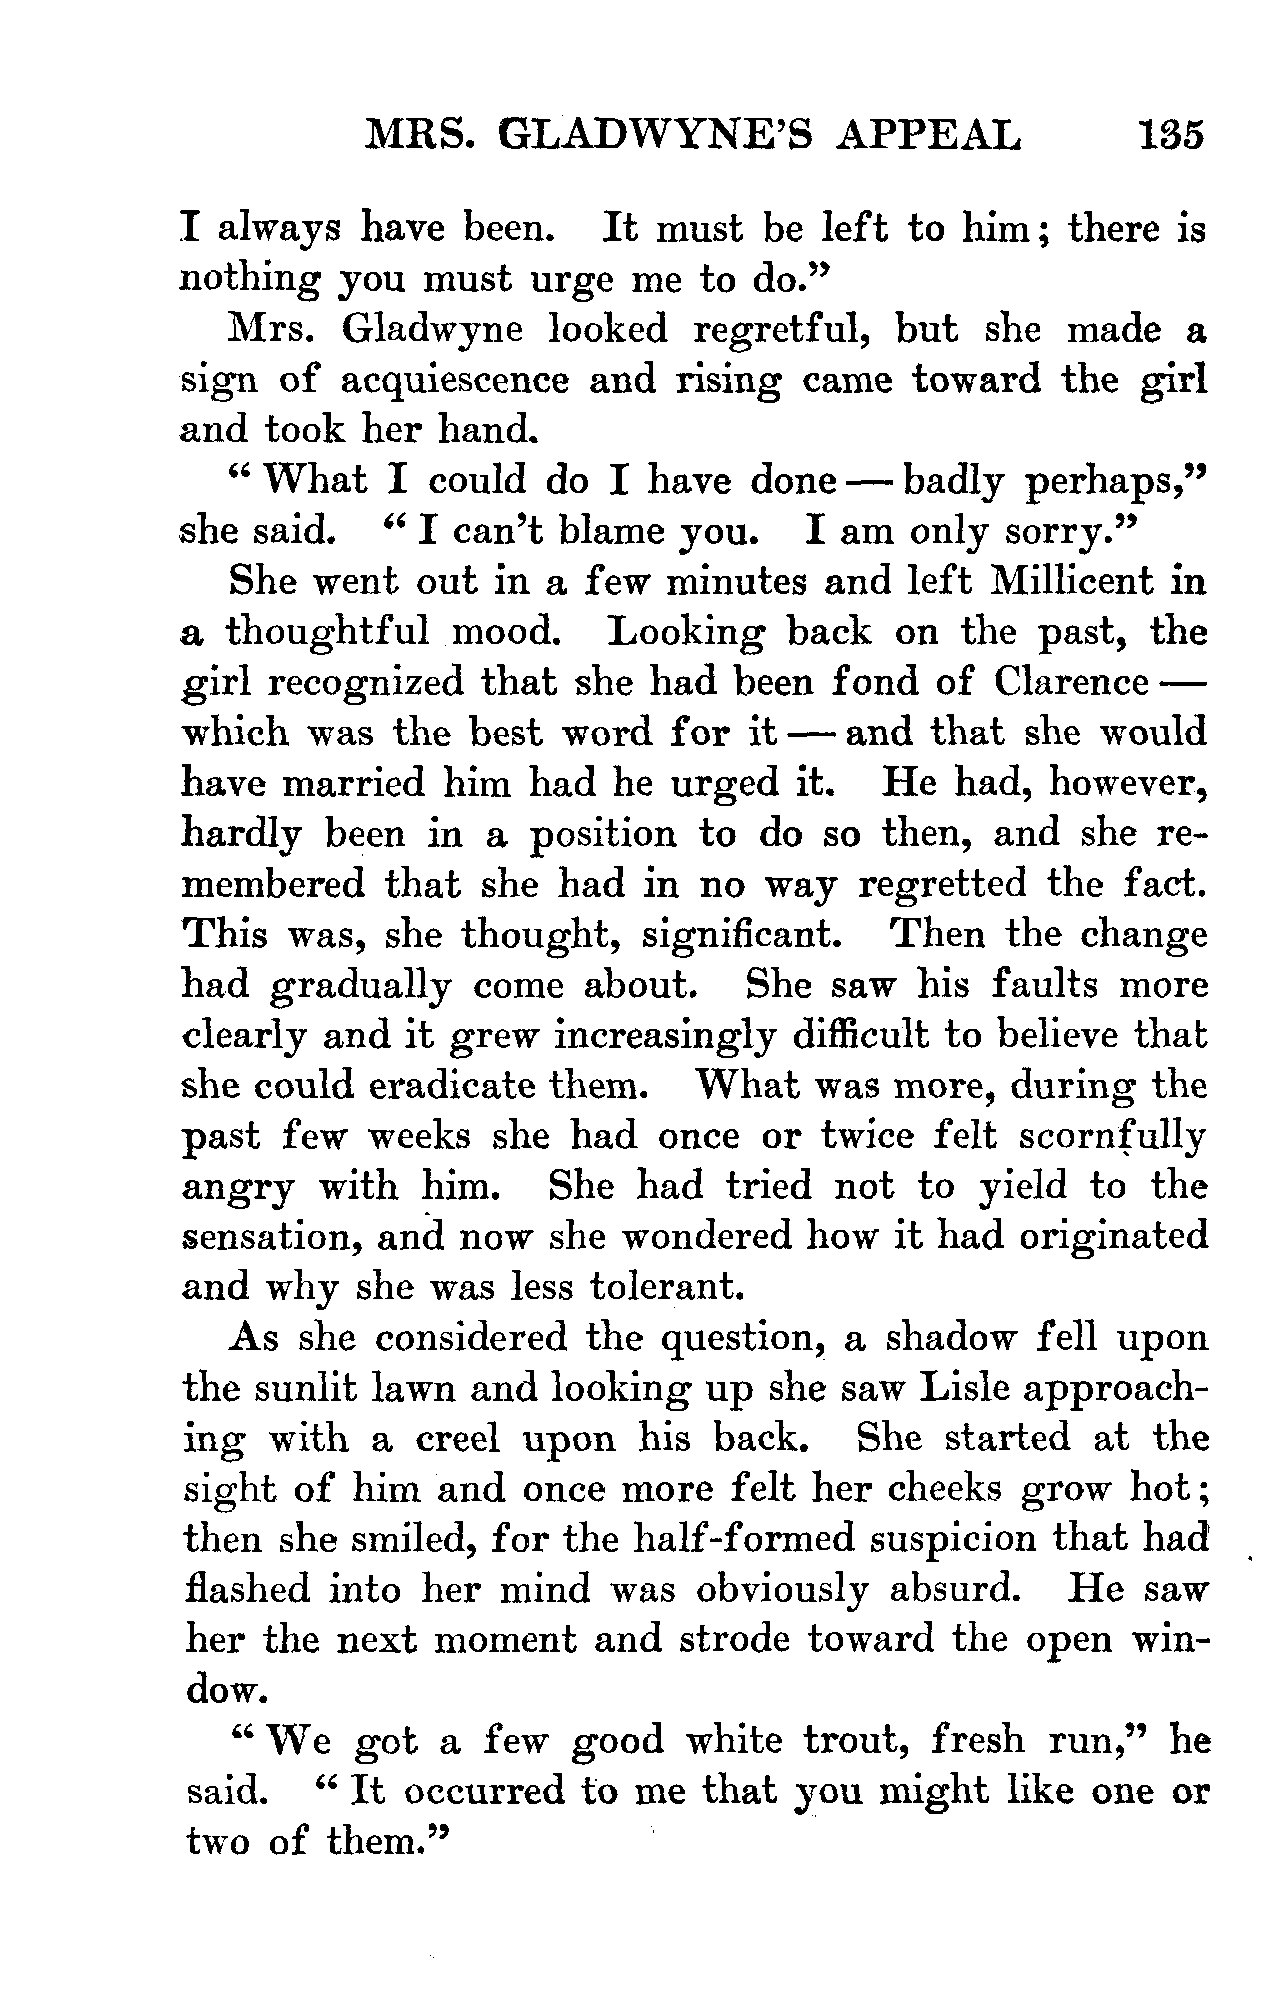 MRS. GLADWYNE'S APPEAL 135
I always have been. It must be left to him; there is
nothing you must urge me to do."
Mrs. Gladwyne looked regretful, but she made a
sign of acquiescence and rising came toward the girl
and took her hand.
"What I could do I have done — badly perhaps,"
she said. "I can't blame you. I am only sorry."
She went out in a few minutes and left Millicent in
a thoughtful mood. Looking back on the past, the
girl recognized that she had been fond of Clarence —
which was the best word for it — and that she would
have married him had he urged it. He had, however,
hardly been in a position to do so then, and she re-
membered that she had in no way regretted the fact.
This was, she thought, significant. Then the change
had gradually come about. She saw his faults more
clearly and it grew increasingly difficult to believe that
she could eradicate them. What was more, during the
past few weeks she had once or twice felt scornfully
angry with him. She had tried not to yield to the
sensation, and now she wondered how it had originated
and why she was less tolerant.
As she considered the question, a shadow fell upon
the sunlit lawn and looking up she saw Lisle approach-
ing with a creel upon his back. She started at the
sight of him and once more felt her cheeks grow hot;
then she smiled, for the half-formed suspicion that had
flashed into her mind was obviously absurd. He saw
her the next moment and strode toward the open win-
dow.
"We got a few good white trout, fresh run," he
said. "It occurred to me that you might like one or
two of them."